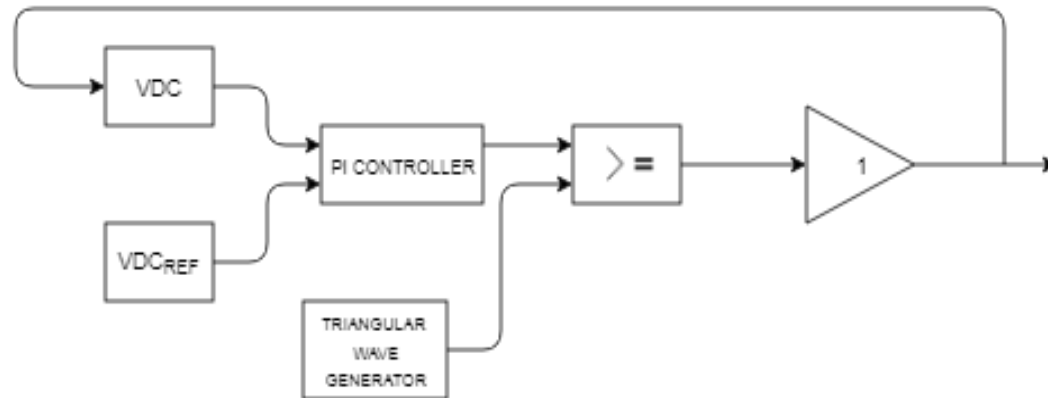 VDC
PI CONTROLLER
>=
1
VDCREF
TRIANGULAR
WAVE
GENERATOR